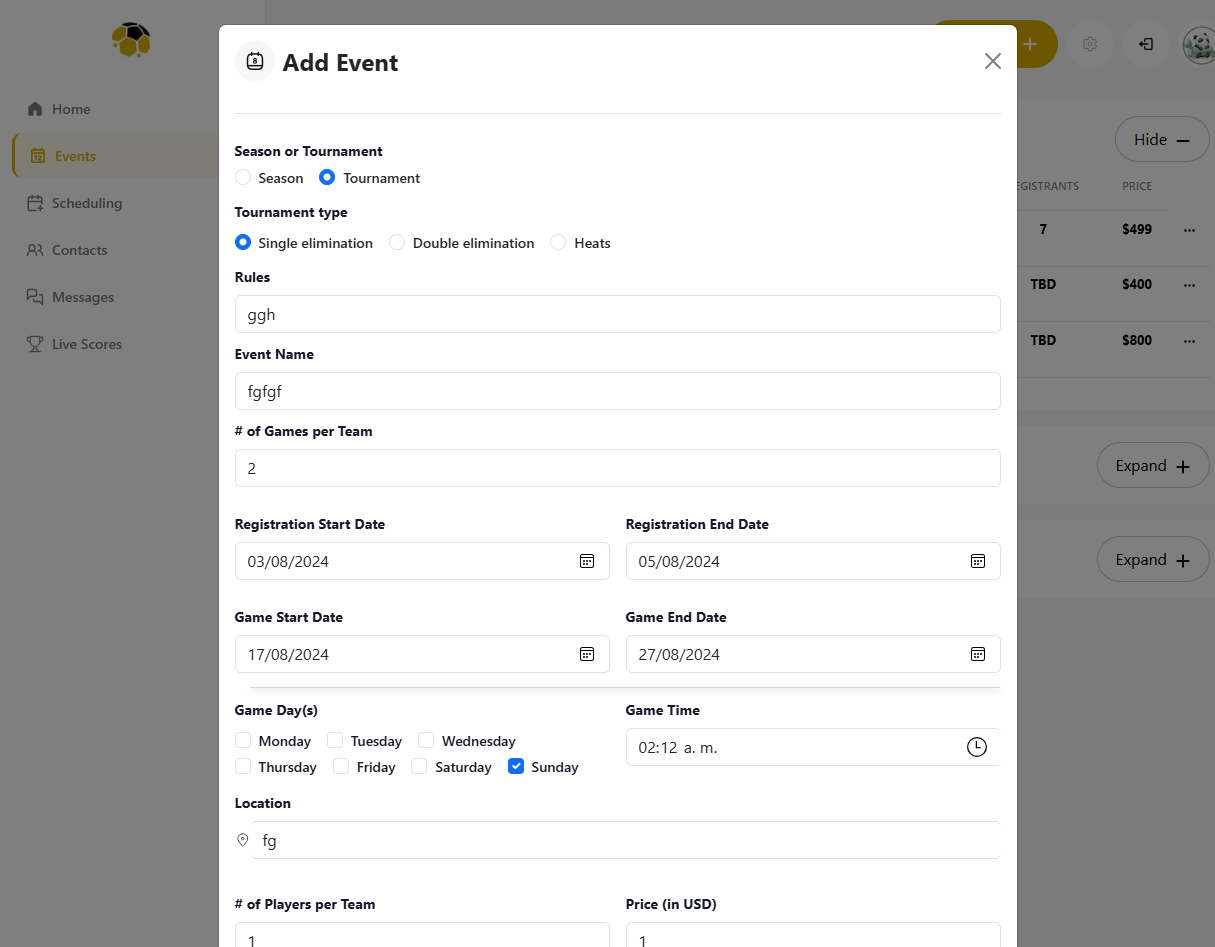 Add Event
Home
Events
Scheduling
Contacts
Messages
Live Scores
Hide
EGISTRANTS PRICE
7 $499 ...
TBD $400 ...
TBD $800 ...
Expand +
Expand +
Season or Tournament
Season Tournament
Tournament type
Single elimination Double elimination Heats
Rules
ggh
Event Name
fgfgf
# of Games per Team
2
Registration Start Date Registration End Date
03/08/2024 05/08/2024
Game Start Date Game End Date
17/08/2024 27/08/2024
Game Day(s) Game Time
Monday Tuesday Wednesday
02:12 a. m.
Thursday Friday Saturday Sunday
Location
fg
# of Players per Team Price (in USD)
1 1